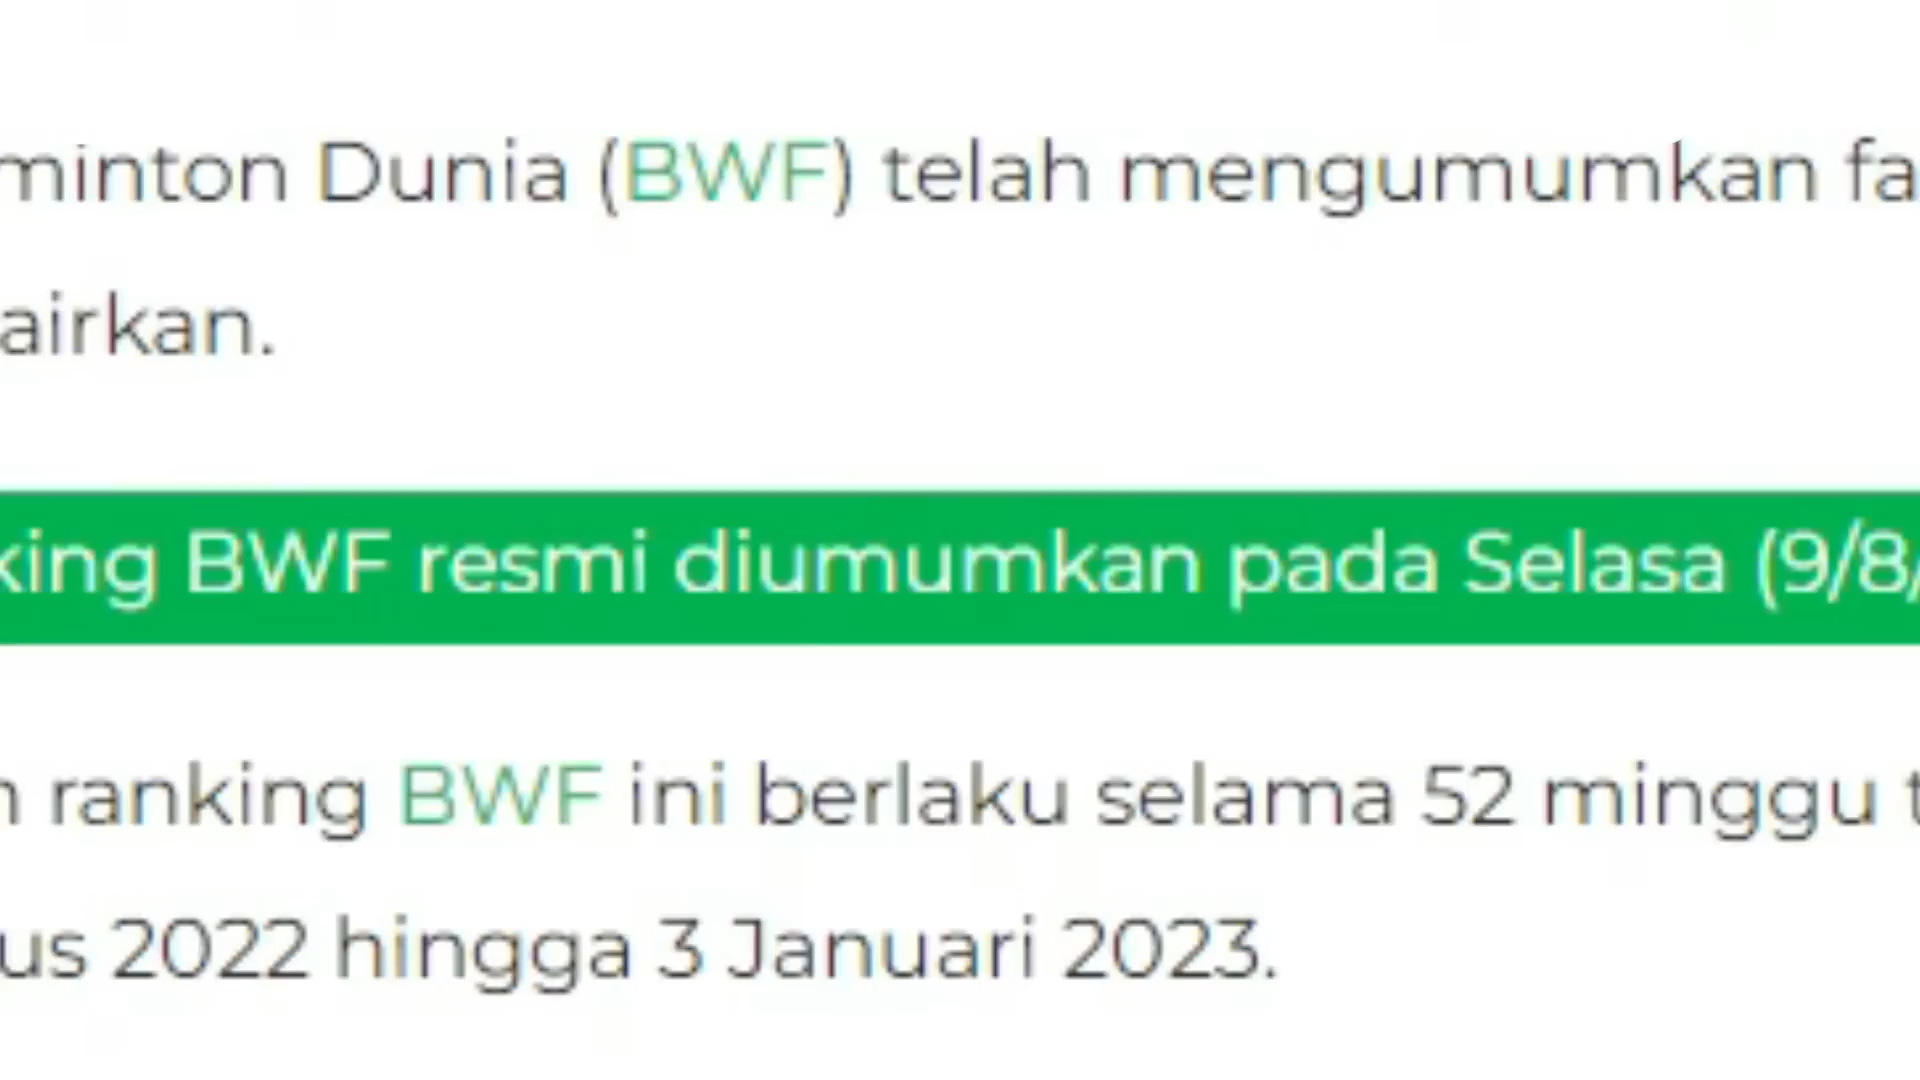 minton Dunia (BWF) telah mengumumkan fa
airkan.
king BWF resmi diumumkan pada Selasa (9/8/
n ranking BWF ini berlaku selama 52 minggu t
us 2022 hingga 3 Januari 2023.